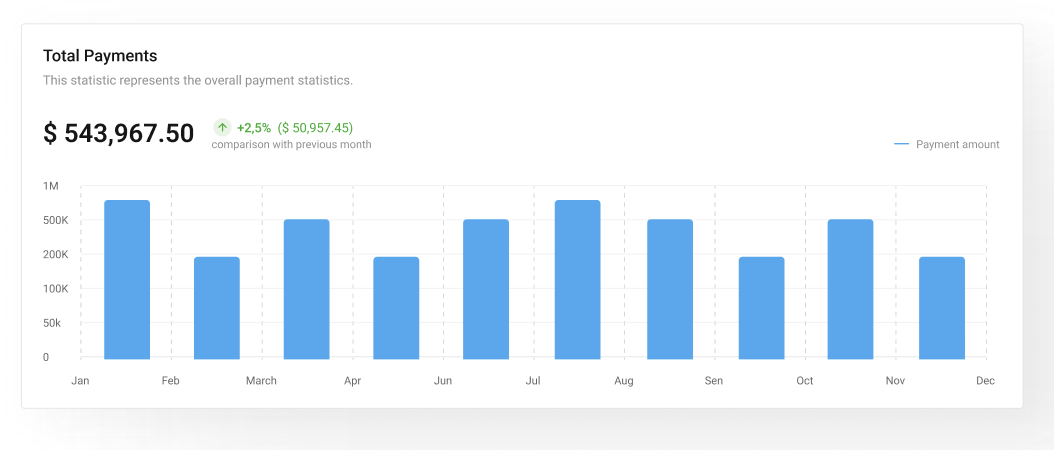 Total Payments
This statistic represents the overall payment statistics.
$ 543,967.50
+2,5% ($ 50,957.45)
comparison with previous month
Payment amount
1M
500K
200K
100K
50k
0
Jan Feb March Apr Jun Jul Aug Sen Oct Nov Dec